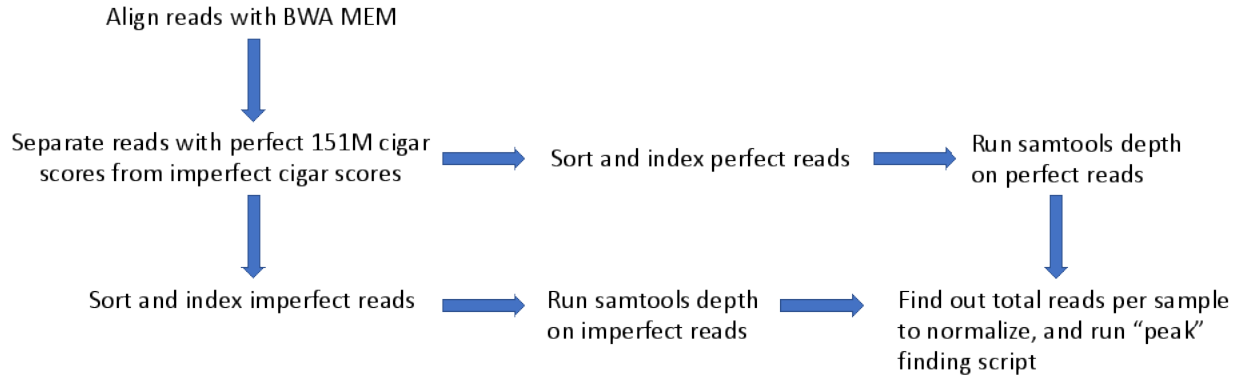 Align reads with BWA MEM
Separate reads with perfect 151M cigar
scores from imperfect cigar scores
Sort and index perfect reads
Run samtools depth
on perfect reads
Sort and index imperfect reads
Run samtools depth
on imperfect reads
Find out total reads per sample
to normalize, and run “peak”
finding script